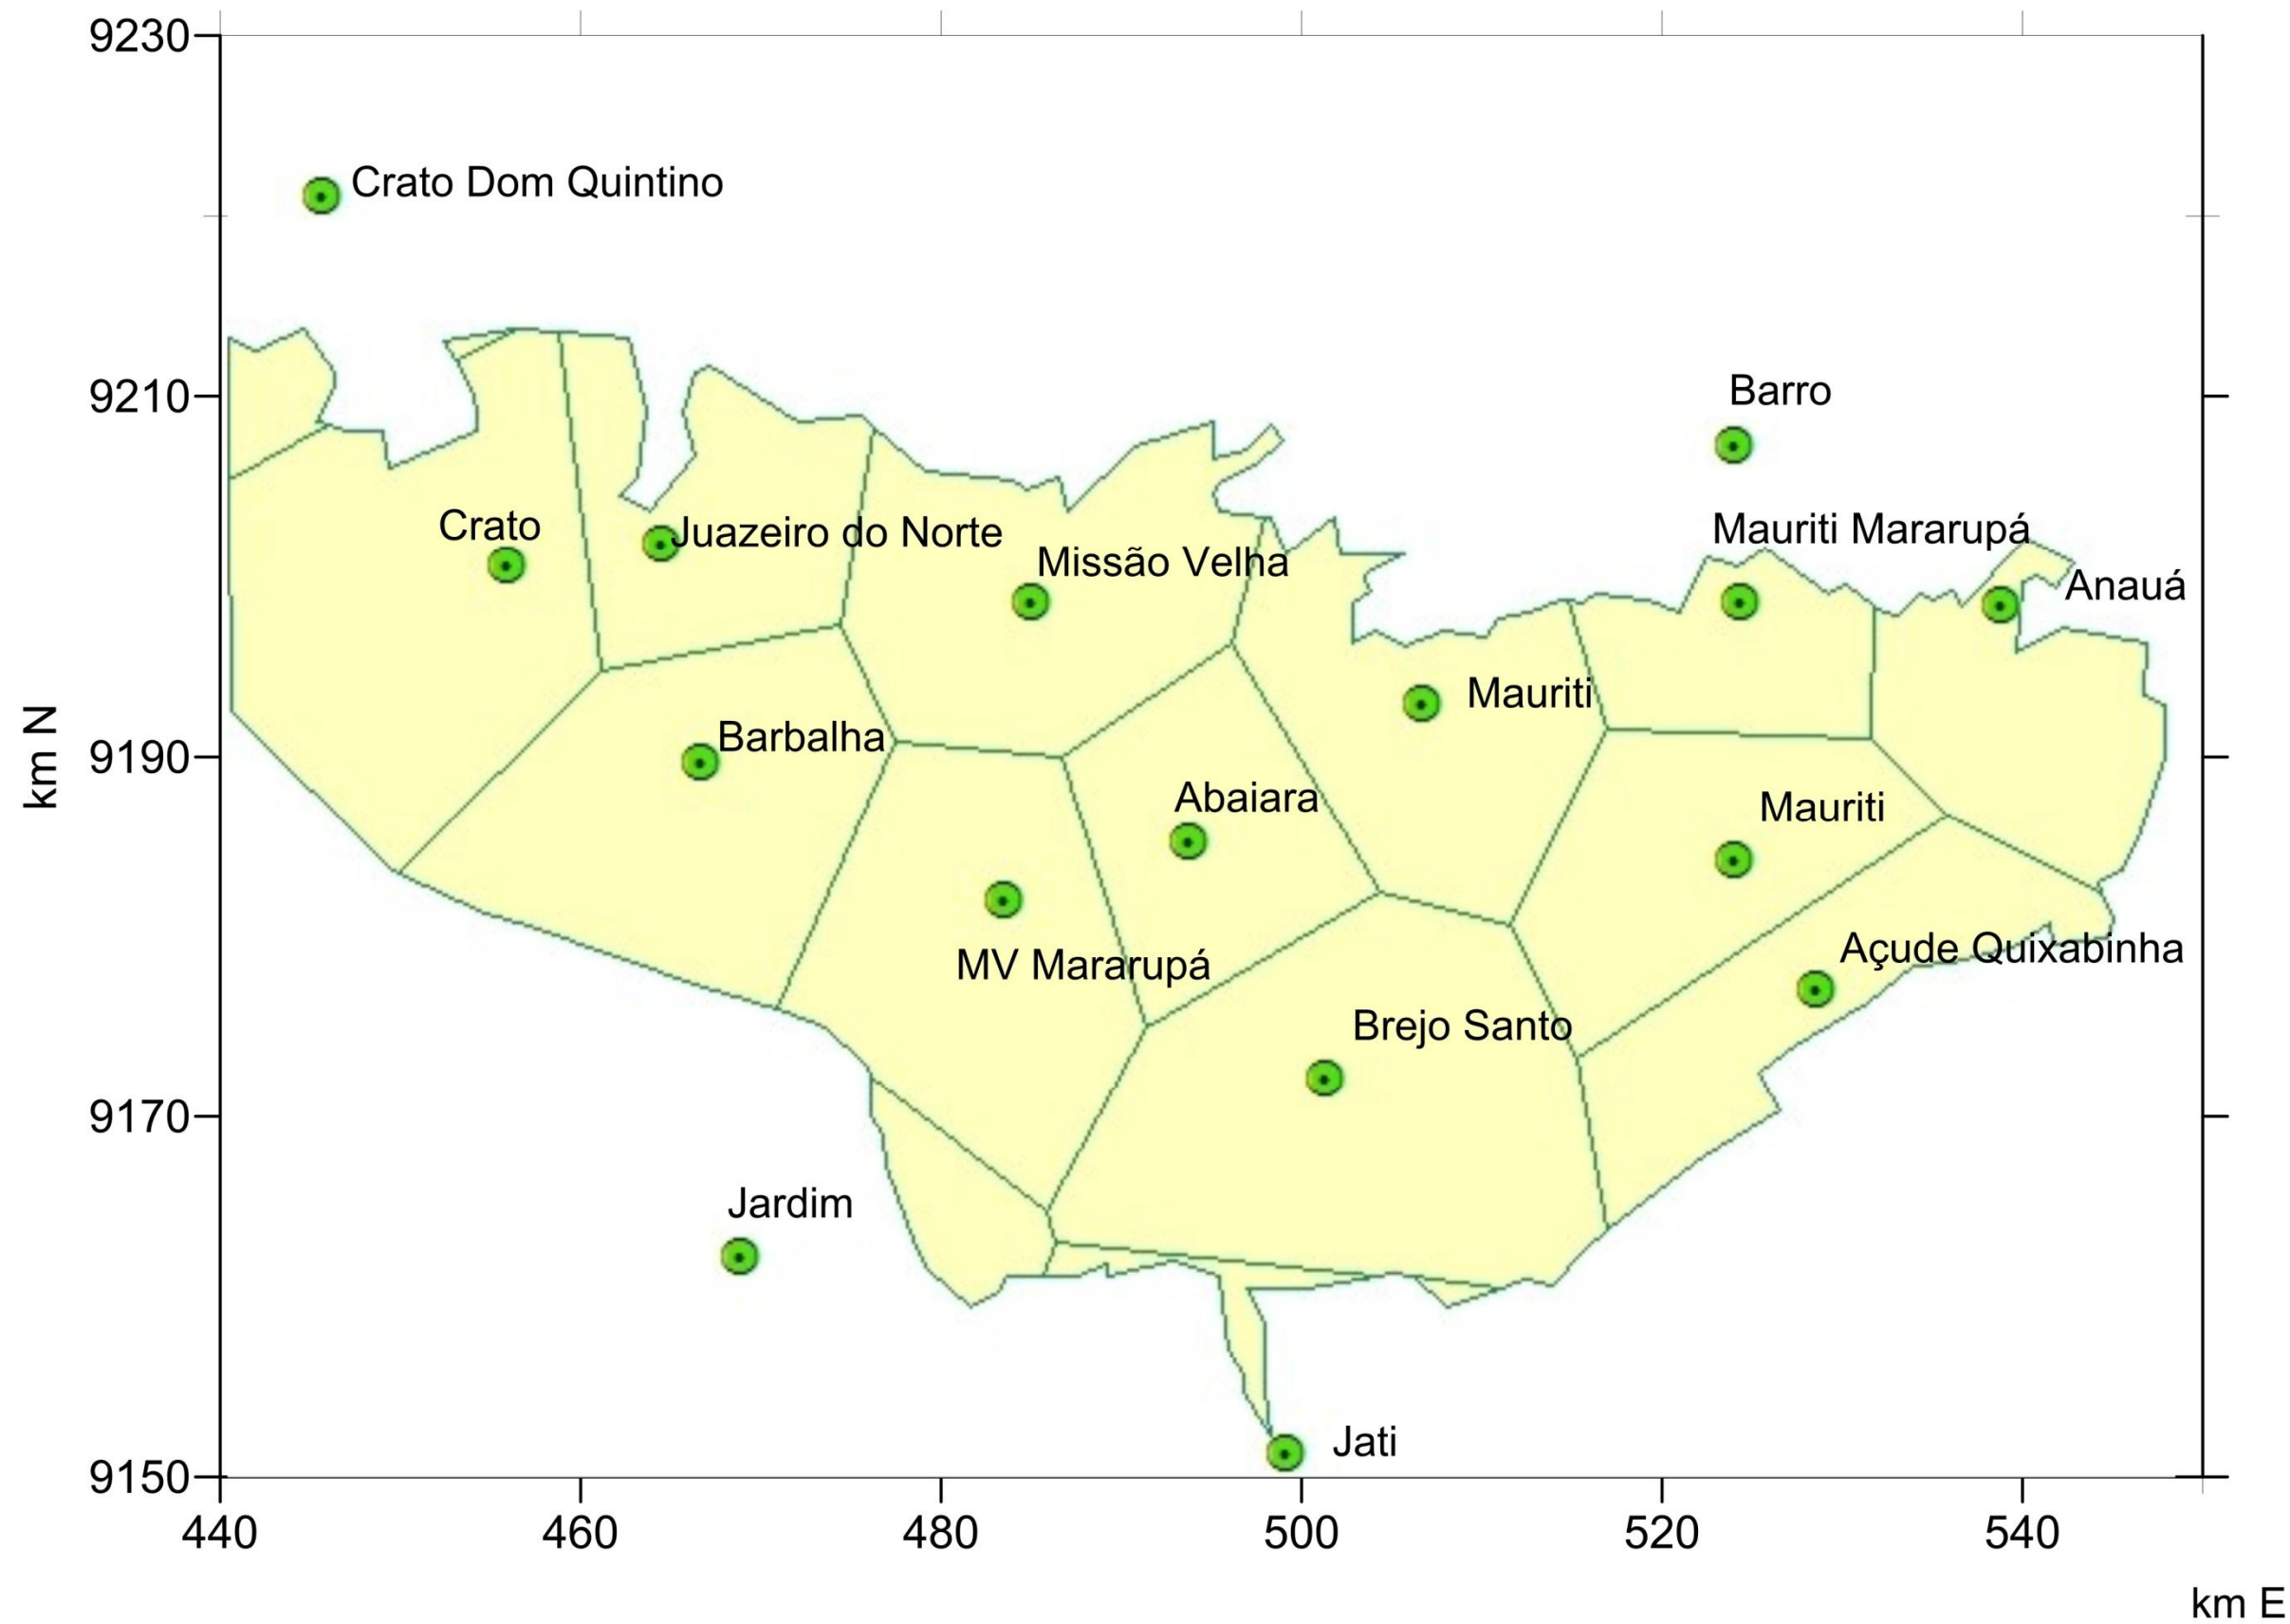 9230
Crato Dom Quintino
9210
Barro
Crato
Juazeiro do Norte
Mauriti Mararupá
Missão Velha
Anauá
Mauriti
km N
9190
Barbalha
Abaiara
Mauriti
MV Mararupá
Açude Quixabinha
Brejo Santo
9170
Jardim
Jati
9150
440 460 480 500 520 540
km E